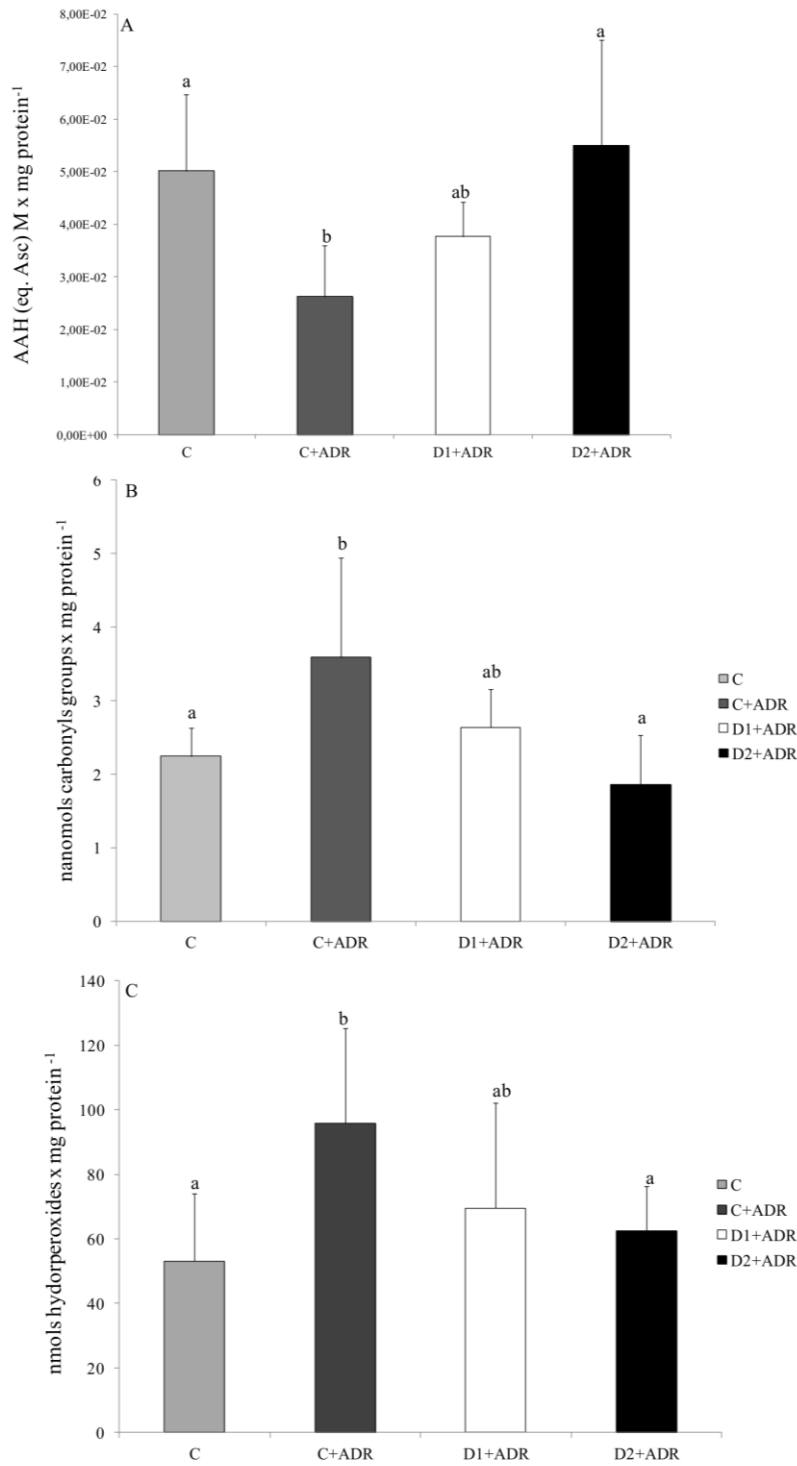 A
AAH (eq. Asc) M x mg protein⁻¹
8,00E-02
7,00E-02
6,00E-02
5,00E-02
4,00E-02
3,00E-02
2,00E-02
1,00E-02
0,00E+00
a
b
ab
a
C C+ADR D1+ADR D2+ADR
B
nanomols carbonyls groups x mg protein ⁻¹
6
5
4
3
2
1
0
a
b
ab
a
C C+ADR D1+ADR D2+ADR
C
C+ADR
D1+ADR
D2+ADR
C
nmols hydorperoxides x mg protein ⁻¹
140
120
100
80
60
40
20
0
a
b
ab
a
C C+ADR D1+ADR D2+ADR
C
C+ADR
D1+ADR
D2+ADR